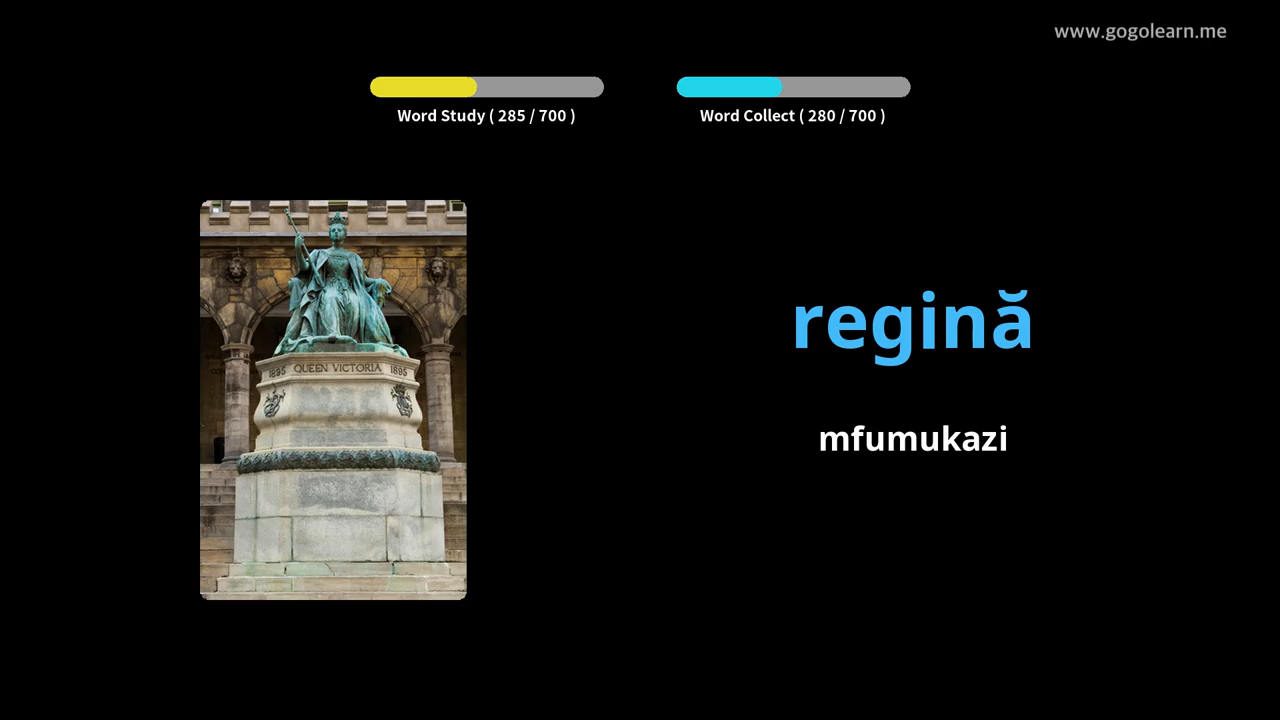 www.gogolearn.me
Word Study ( 285 / 700 )
Word Collect ( 280 / 700 )
1895 QUEEN VICTORIA 1895
regină
mfumukazi